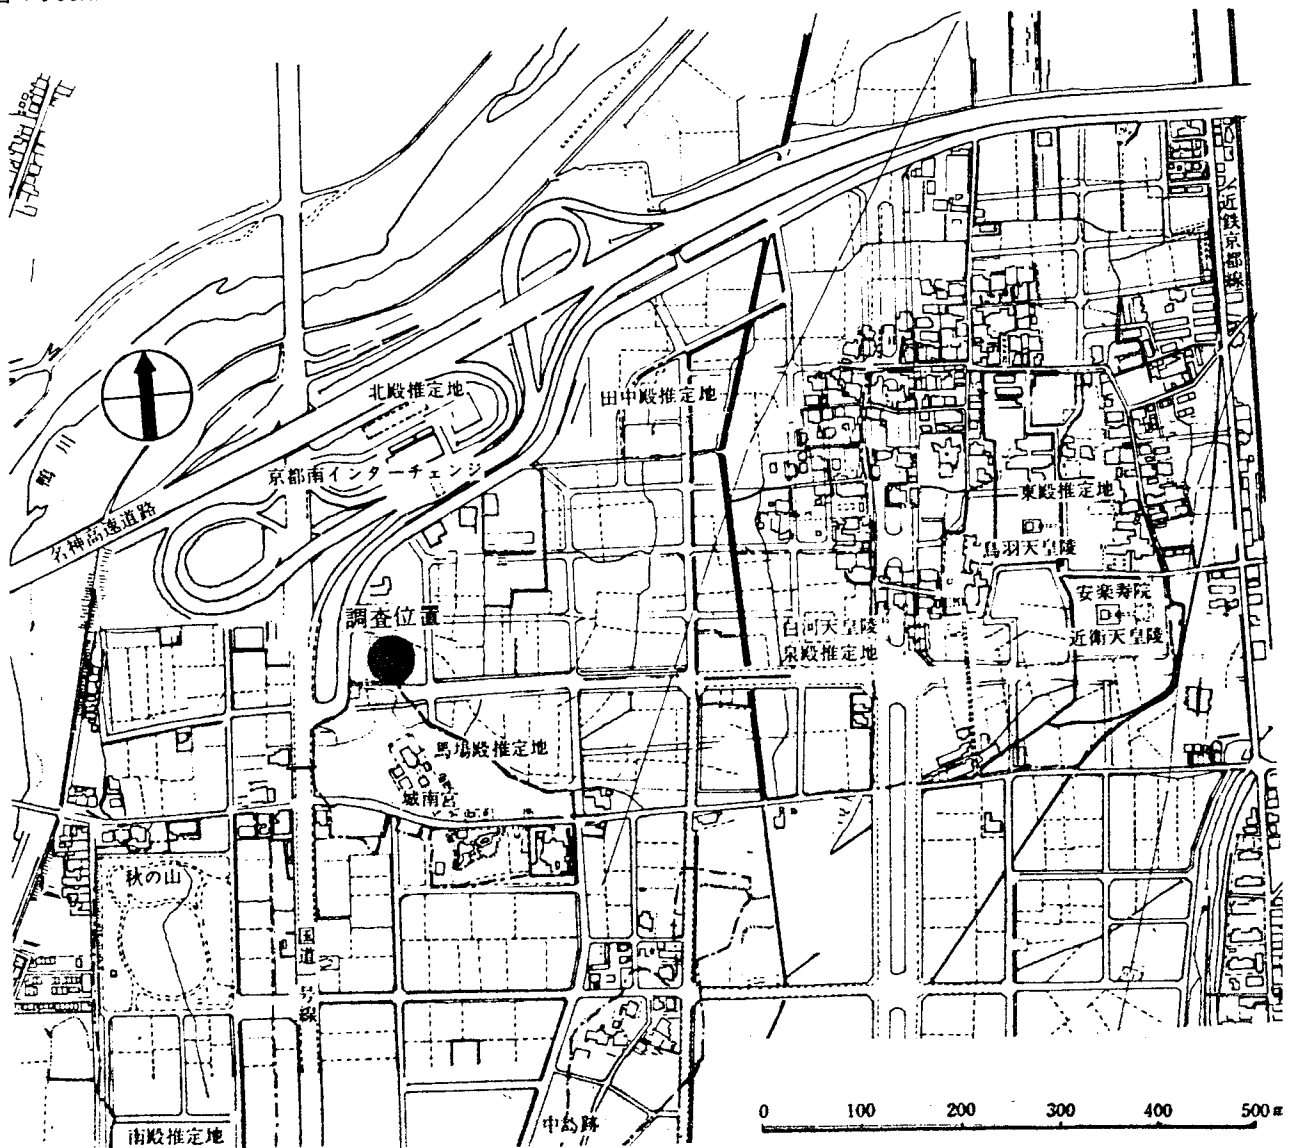 近鉄京都線
北殿推定地
田中殿推定地
鴨川
京都南インターチェンジ
名神高速道路
東殿推定地
鳥羽天皇陵
安楽寿院
近衛天皇陵
調査位置
白河天皇陵
泉殿推定地
馬場殿推定地
城南宮
秋の山
国道
号線
中島跡
南殿推定地
0 100 200 300 400 500m